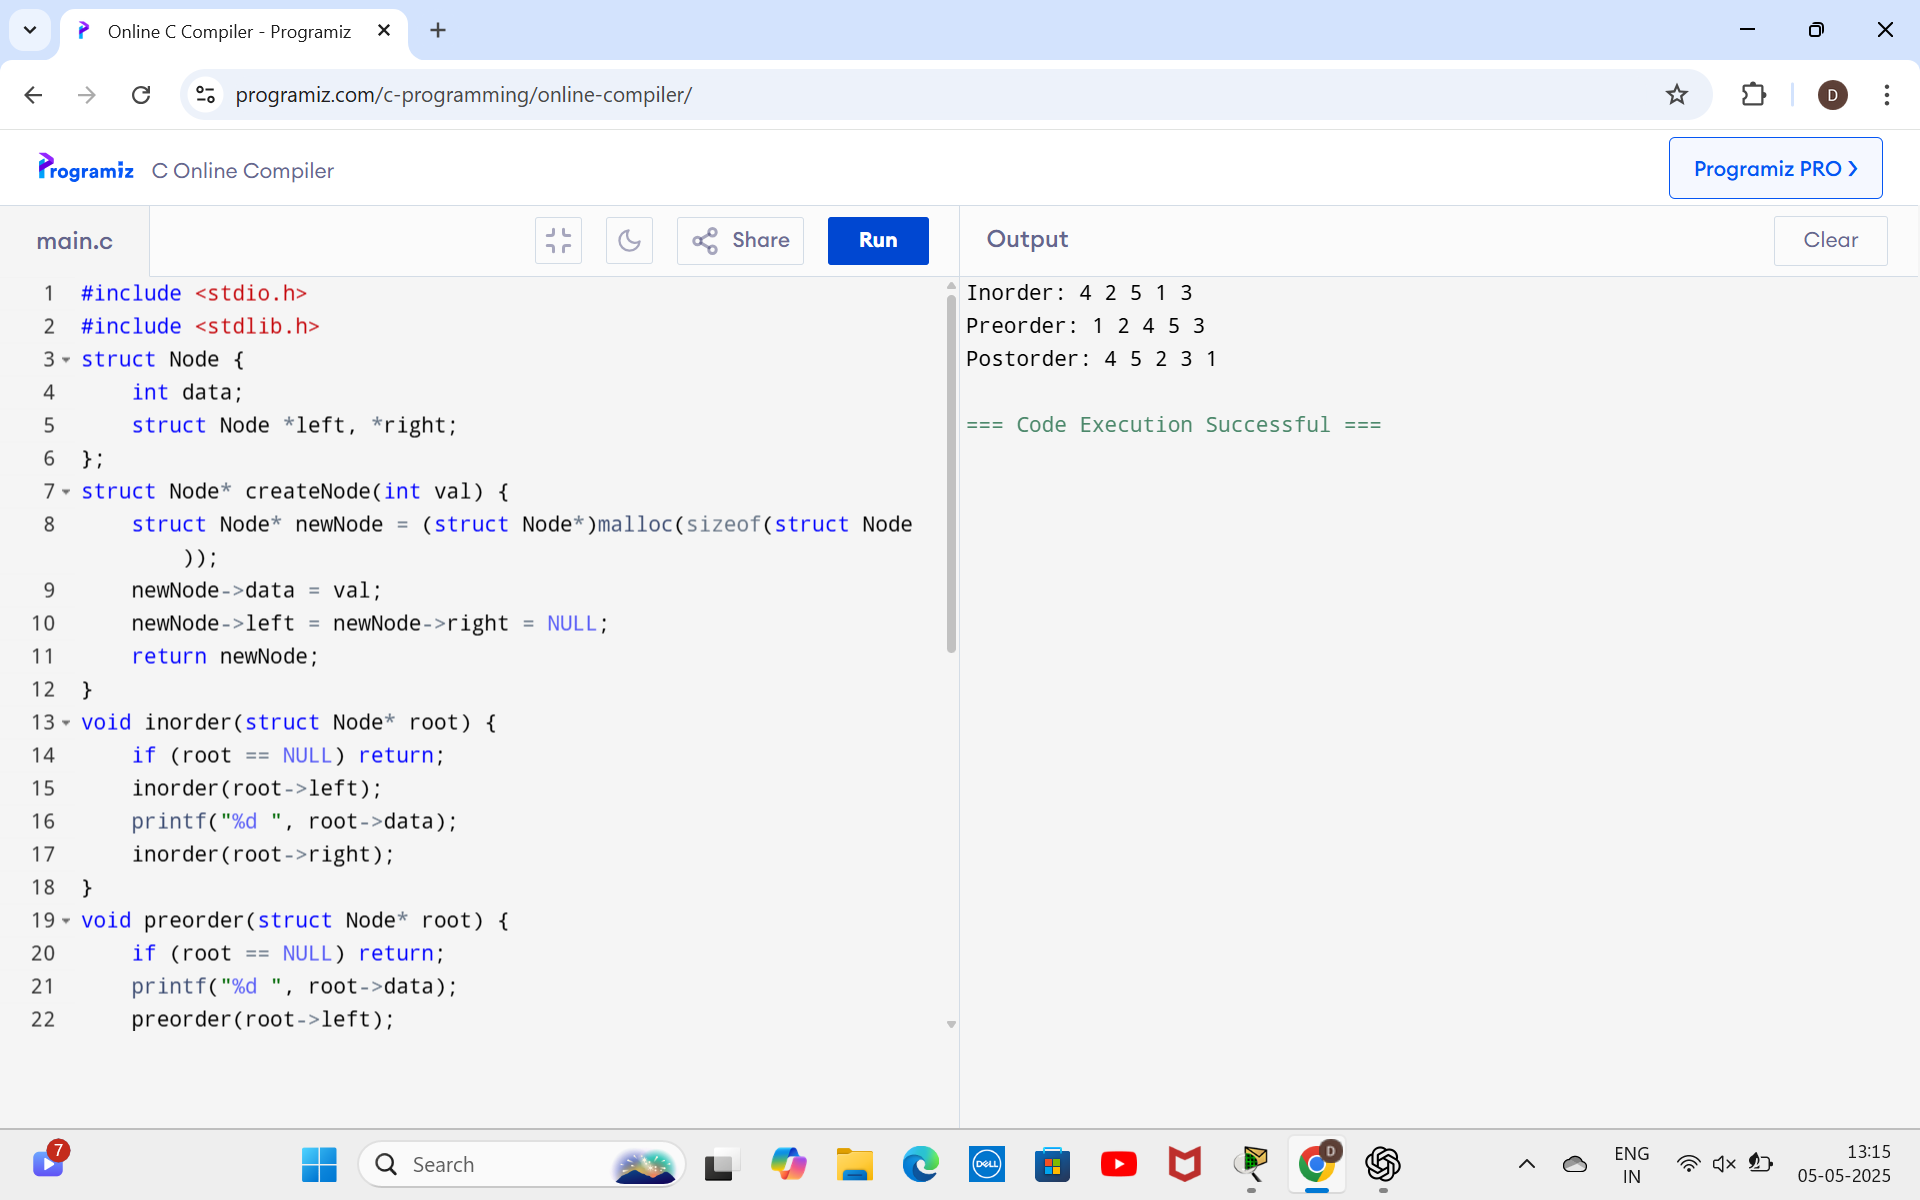 Online C Compiler - Programiz
programiz.com/c-programming/online-compiler/
D
Programiz C Online Compiler
Programiz PRO
main.c
Share
Run
Output
Clear
1 #include <stdio.h>
2 #include <stdlib.h>
3 struct Node {
4     int data;
5     struct Node *left, *right;
6 };
7 struct Node* createNode(int val) {
8     struct Node* newNode = (struct Node*)malloc(sizeof(struct Node
));
9     newNode->data = val;
10     newNode->left = newNode->right = NULL;
11     return newNode;
12 }
13 void inorder(struct Node* root) {
14     if (root == NULL) return;
15     inorder(root->left);
16     printf("%d ", root->data);
17     inorder(root->right);
18 }
19 void preorder(struct Node* root) {
20     if (root == NULL) return;
21     printf("%d ", root->data);
22     preorder(root->left);
Inorder: 4 2 5 1 3
Preorder: 1 2 4 5 3
Postorder: 4 5 2 3 1
=== Code Execution Successful ===
7
Search
DELL
D
ENG
IN
13:15
05-05-2025